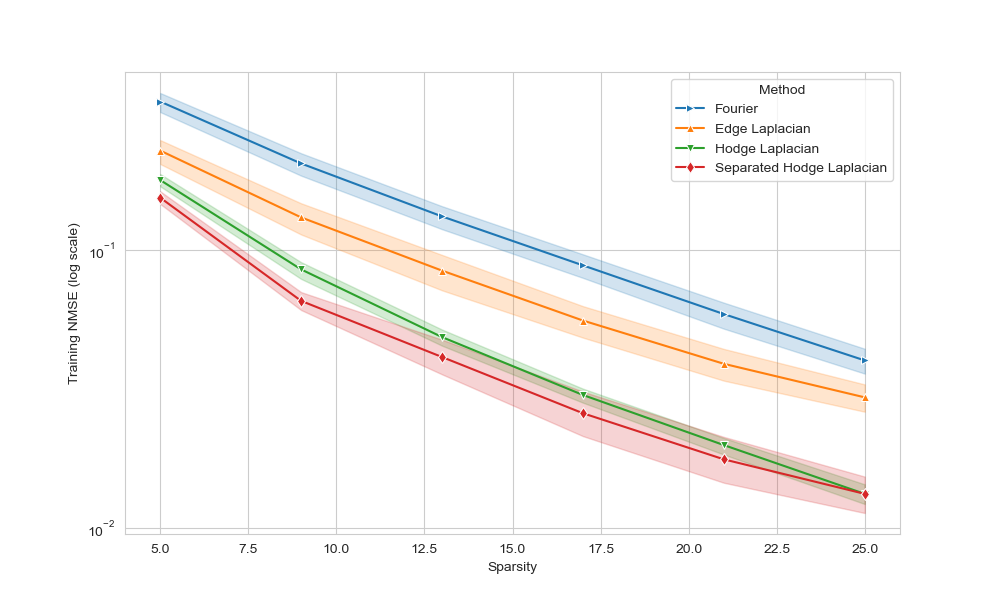 Method
Fourier
Edge Laplacian
Hodge Laplacian
Separated Hodge Laplacian
Training NMSE (log scale)
10⁻¹
10⁻²
5.0 7.5 10.0 12.5 15.0 17.5 20.0 22.5 25.0
Sparsity